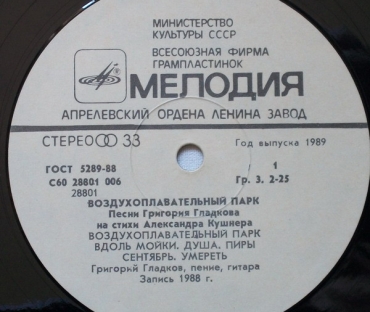 МИНИСТЕРСТВО
КУЛЬТУРЫ СССР
ВСЕСОЮЗНАЯ ФИРМА
ГРАМПЛАСТИНОК
МЕЛОДИЯ
АПРЕЛЕВСКИЙ ОРДЕНА ЛЕНИНА ЗАВОД
СТЕРЕО 33
Год выпуска 1989
ГОСТ 5289-88
1
С60 28801 006
Гр. 3. 2-25
28801
ВОЗДУХОПЛАВАТЕЛЬНЫЙ ПАРК
Песни Григория Гладкова
на стихи Александра Кушнера
ВОЗДУХОПЛАВАТЕЛЬНЫЙ ПАРК
ВДОЛЬ МОЙКИ. ДУША. ПИРЫ
СЕНТЯБРЬ. УМЕРЕТЬ
Григорий Гладков, пение, гитара
Запись 1988 г.